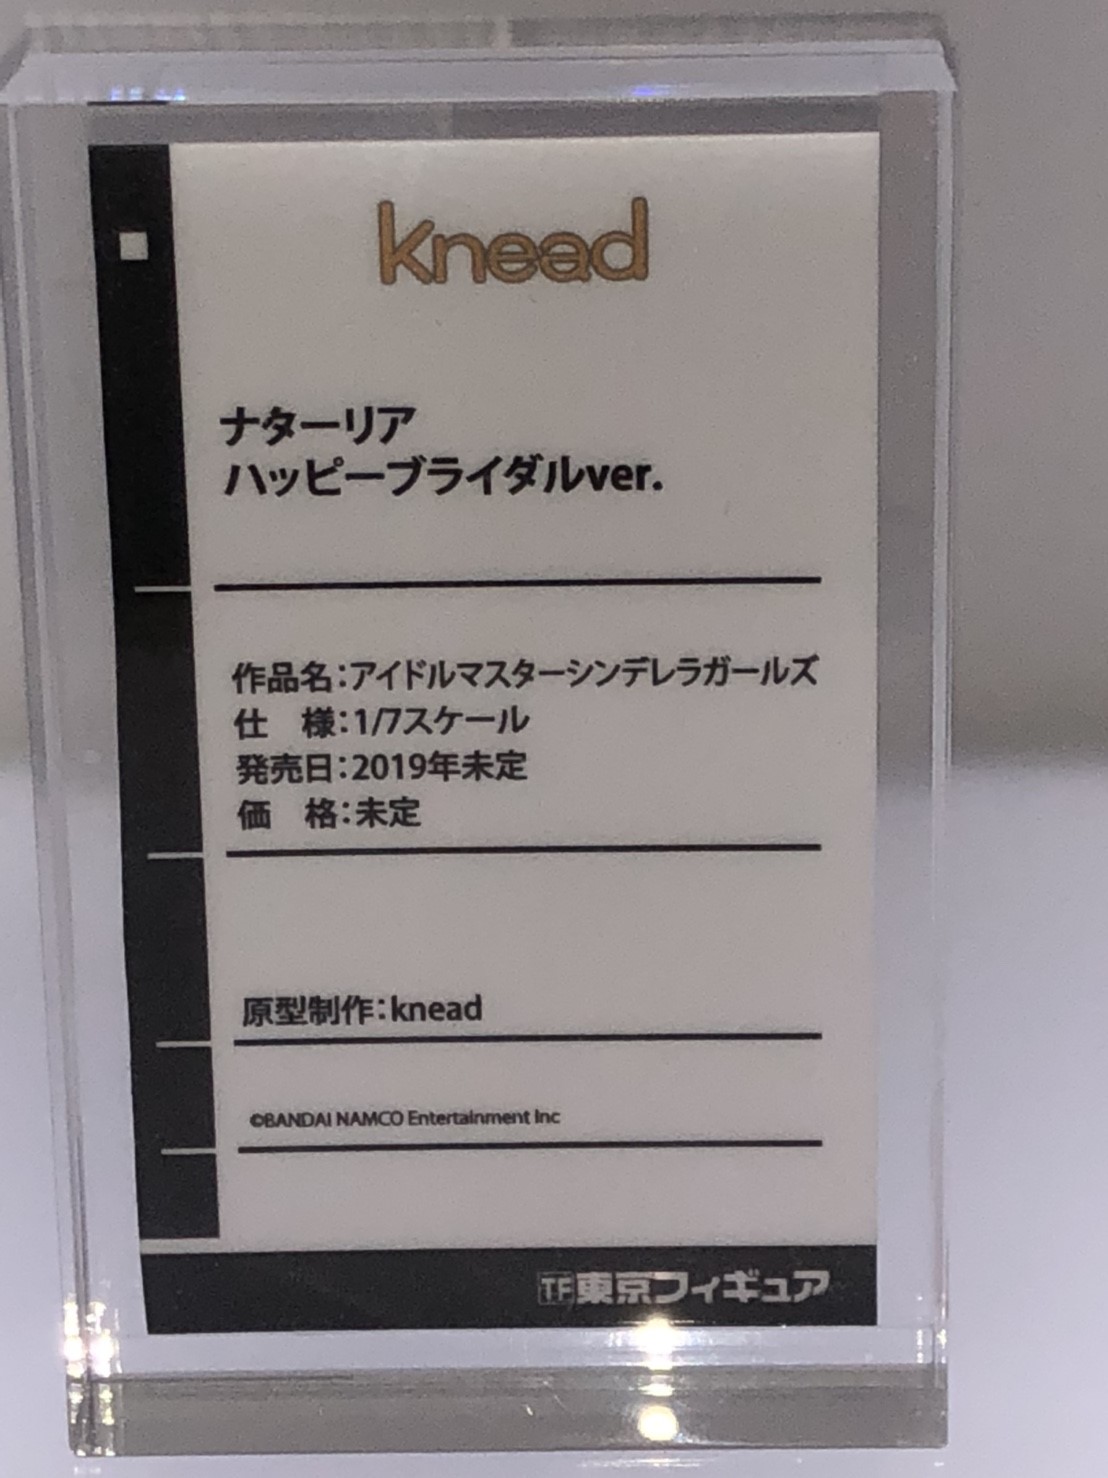 knead
ナターリア
ハッピーブライダルver.
作品名：アイドルマスターシンデレラガールズ
仕　様：1/7スケール
発売日：2019年未定
価　格：未定
原型制作：knead
©BANDAI NAMCO Entertainment Inc
TF東京フィギュア